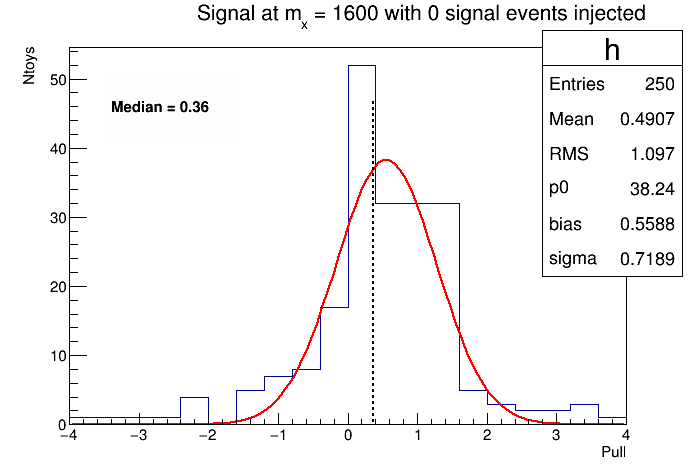 Signal at mx = 1600 with 0 signal events injected
h
Entries 250
Mean 0.4907
RMS 1.097
p0 38.24
bias 0.5588
sigma 0.7189
Ntoys
Median = 0.36
50
40
30
20
10
0
−4 −3 −2 −1 0 1 2 3 4
Pull